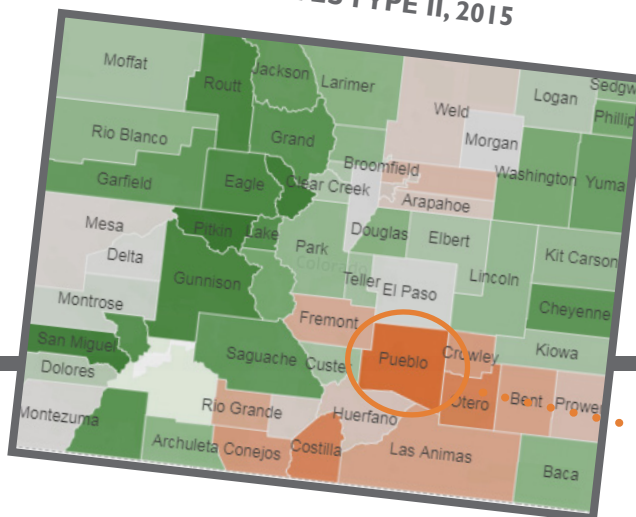 TYPE II, 2015
Moffat
Routt
Jackson
Larimer
Logan
Sedgw
Phillip
Weld
Morgan
Rio Blanco
Grand
Washington
Yuma
Garfield
Eagle
Clear Creek
Broomfield
Arapahoe
Mesa
Delta
Pitkin
Lake
Park
Douglas
Elbert
Kit Carson
Colorado
Gunnison
Teller
El Paso
Lincoln
Montrose
Cheyenne
Fremont
San Miguel
Saguache
Custer
Pueblo
Crowley
Kiowa
Dolores
Otero
Bent
Prower
Montezuma
Rio Grande
Huerfano
Archuleta
Conejos
Costilla
Las Animas
Baca